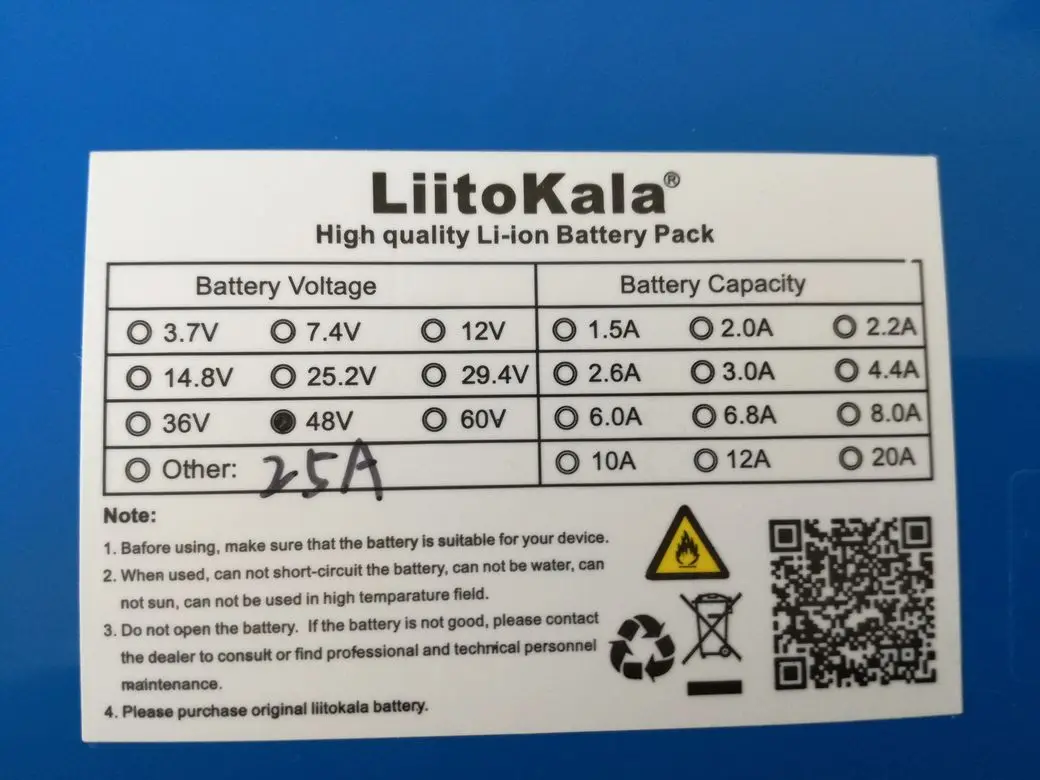 LiitoKala®
High quality Li-ion Battery Pack
Battery Voltage Battery Capacity
3.7V 7.4V 12V 1.5A 2.0A 2.2A
14.8V 25.2V 29.4V 2.6A 3.0A 4.4A
36V 48V 60V 6.0A 6.8A 8.0A
Other: 25A 10A 12A 20A
Note:
1. Bafore using, make sure that the battery is suitable for your device.
2. When used, can not short-circuit the battery, can not be water, can
not sun, can not be used in high temparature field.
3. Do not open the battery. If the battery is not good, please contact
the dealer to consult or find professional and technical personnel
maintenance.
4. Please purchase original liitokala battery.